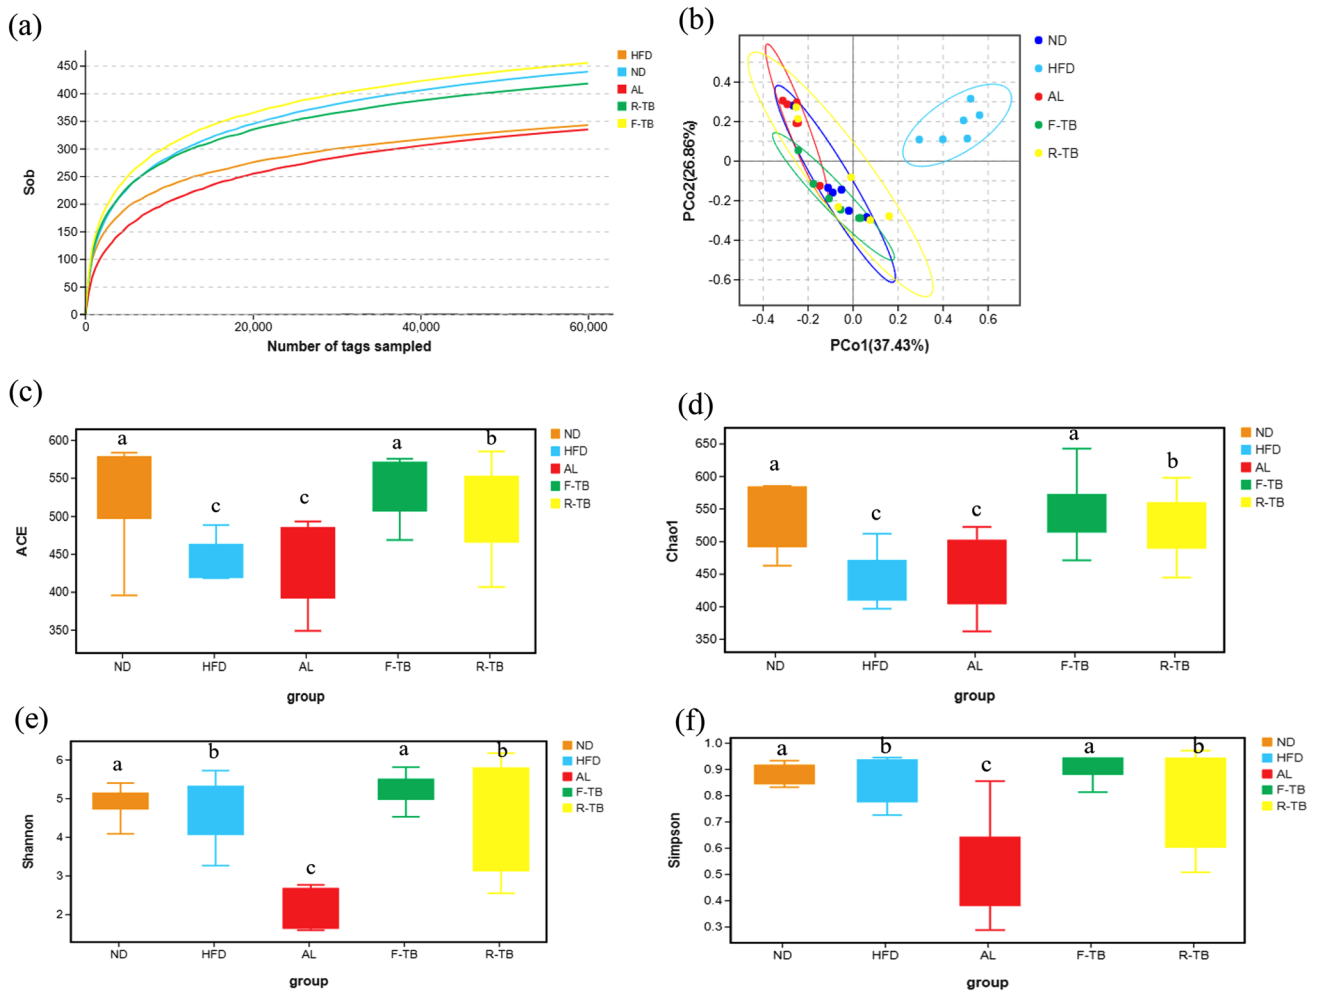 (a)
450
400
350
300
250
200
150
100
50
0
Sob
0 20,000 40,000 60,000
Number of tags sampled
HFD
ND
AL
R-TB
F-TB
(b)
0.4
0.2
0
-0.2
-0.4
-0.6
PCo2(26.86%)
-0.4 -0.2 0.0 0.2 0.4 0.6
PCo1(37.43%)
ND
HFD
AL
F-TB
R-TB
(c)
600
550
500
450
400
350
ACE
a c c a b
ND HFD AL F-TB R-TB
group
ND
HFD
AL
F-TB
R-TB
(d)
650
600
550
500
450
400
350
Chao1
a c c a b
ND HFD AL F-TB R-TB
group
ND
HFD
AL
F-TB
R-TB
(e)
6
5
4
3
2
Shannon
a b c a b
ND HFD AL F-TB R-TB
group
ND
HFD
AL
F-TB
R-TB
(f)
1.0
0.9
0.8
0.7
0.6
0.5
0.4
0.3
Simpson
a b c a b
ND HFD AL F-TB R-TB
group
ND
HFD
AL
F-TB
R-TB